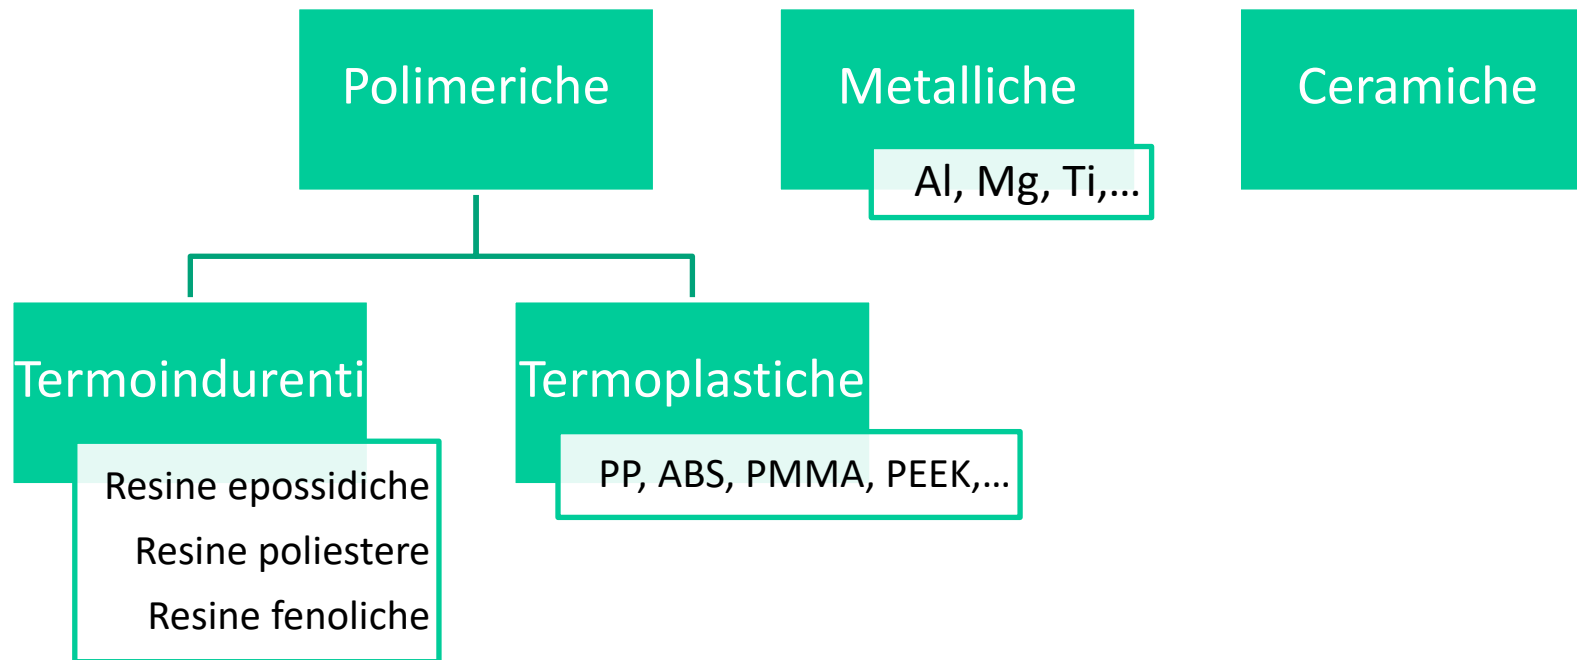 Polimeriche
Metalliche
Al, Mg, Ti,...
Ceramiche
Termoindurenti
Resine epossidiche
Resine poliestere
Resine fenoliche
Termoplastiche
PP, ABS, PMMA, PEEK,...